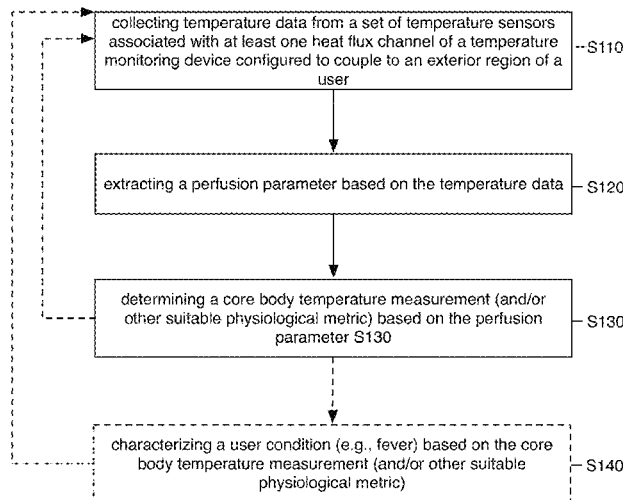 collecting temperature data from a set of temperature sensors
associated with at least one heat flux channel of a temperature
monitoring device configured to couple to an exterior region of a
user
S110
extracting a perfusion parameter based on the temperature data
S120
determining a core body temperature measurement (and/or
other suitable physiological metric) based on the perfusion
parameter S130
S130
characterizing a user condition (e.g., fever) based on the core
body temperature measurement (and/or other suitable
physiological metric)
S140